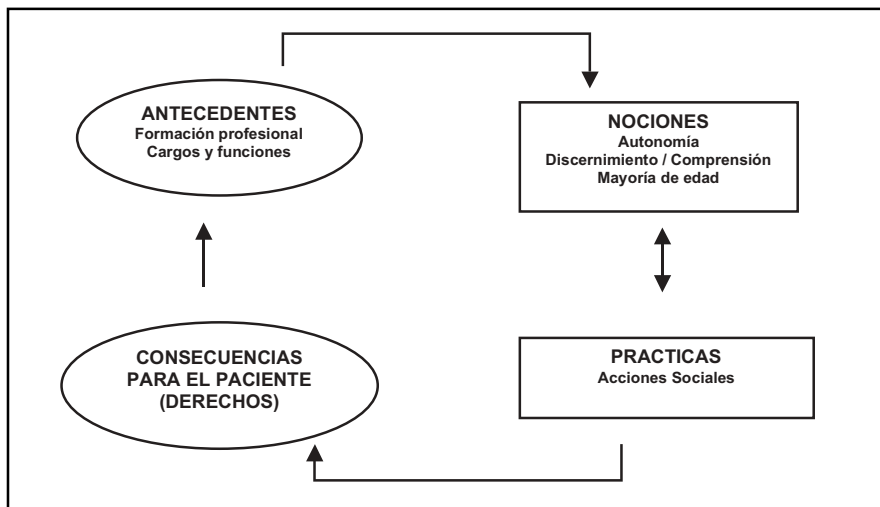 ANTECEDENTES
Formación profesional
Cargos y funciones
NOCIONES
Autonomía
Discernimiento / Comprensión
Mayoría de edad
CONSECUENCIAS
PARA EL PACIENTE
(DERECHOS)
PRACTICAS
Acciones Sociales